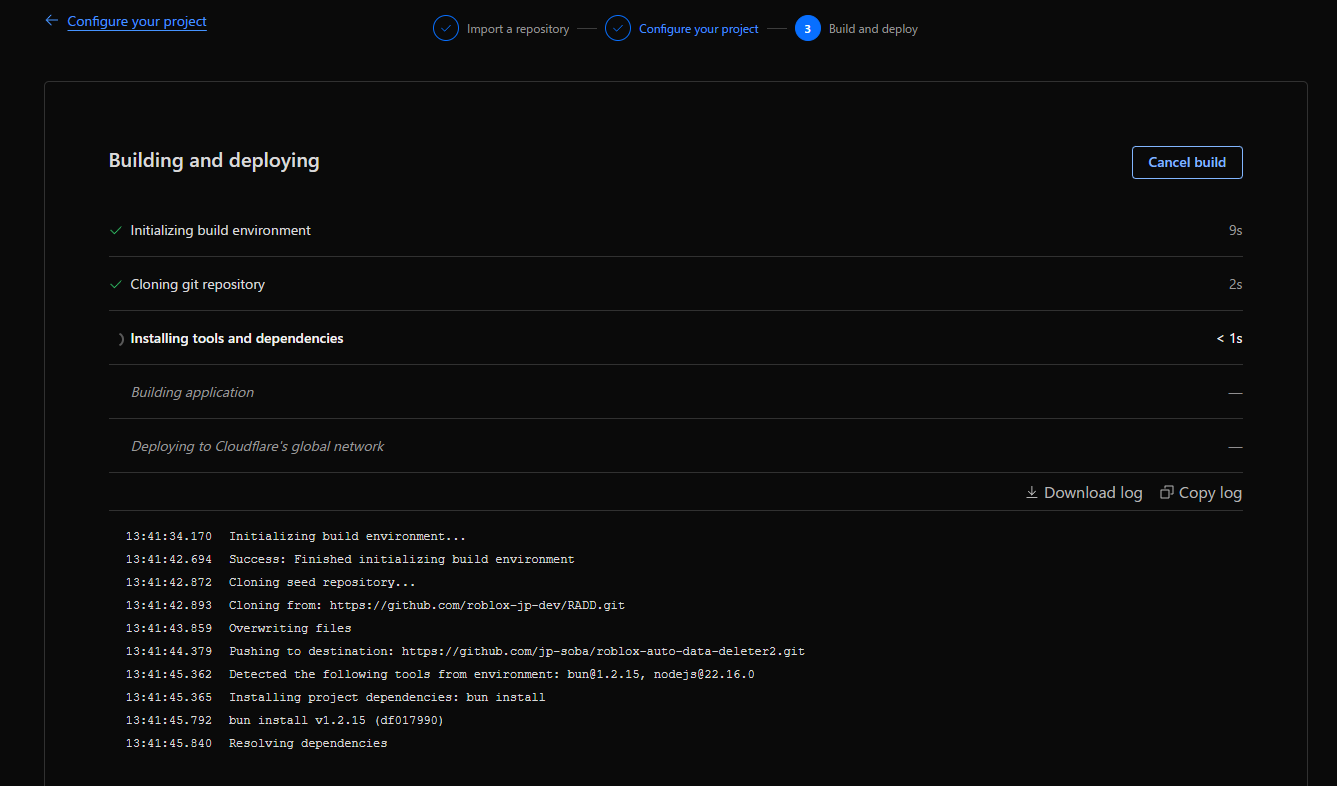 Configure your project
Import a repository
Configure your project
3 Build and deploy
Building and deploying
Cancel build
Initializing build environment 9s
Cloning git repository 2s
Installing tools and dependencies < 1s
Building application —
Deploying to Cloudflare's global network —
Download log Copy log
13:41:34.170 Initializing build environment...
13:41:42.694 Success: Finished initializing build environment
13:41:42.872 Cloning seed repository...
13:41:42.893 Cloning from: https://github.com/roblox-jp-dev/RADD.git
13:41:43.859 Overwriting files
13:41:44.379 Pushing to destination: https://github.com/jp-soba/roblox-auto-data-deleter2.git
13:41:45.362 Detected the following tools from environment: bun@1.2.15, nodejs@22.16.0
13:41:45.365 Installing project dependencies: bun install
13:41:45.792 bun install v1.2.15 (df017990)
13:41:45.840 Resolving dependencies